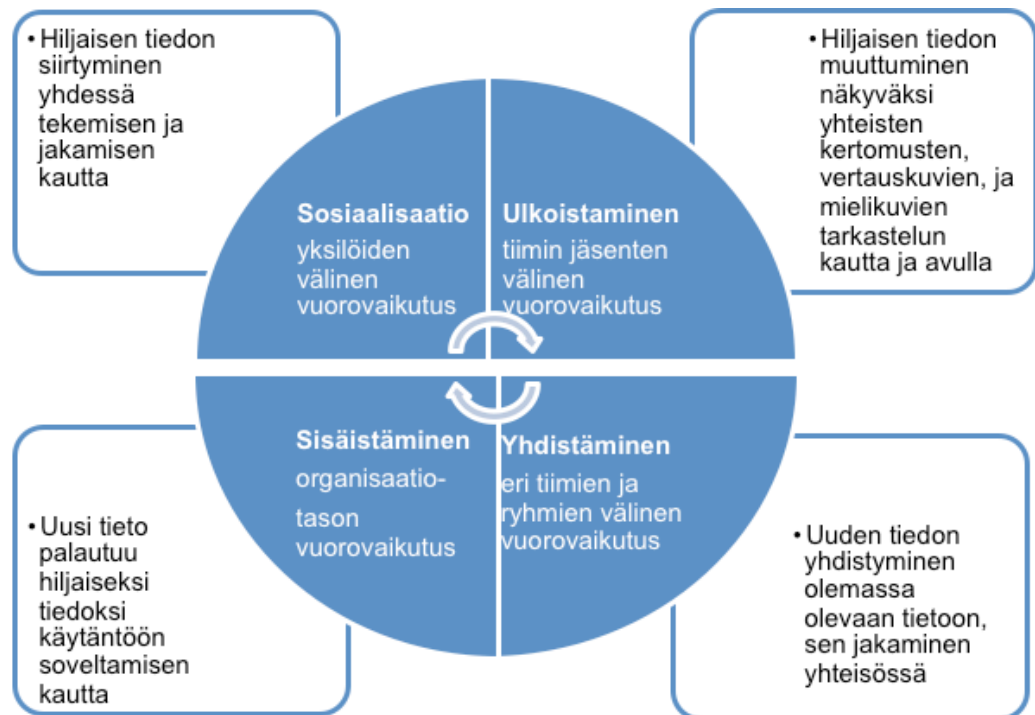 • Hiljaisen tiedon
siirtyminen
yhdessä
tekemisen ja
jakamisen
kautta
• Hiljaisen tiedon
muuttuminen
näkyväksi
yhteisten
kertomusten,
vertauskuvien, ja
mielikuvien
tarkastelun
kautta ja avulla
Sosiaalisaatio
yksilöiden
välinen
vuorovaikutus
Ulkoistaminen
tiimin jäsenten
välinen
vuorovaikutus
Sisäistäminen
organisaatio-
tason
vuorovaikutus
Yhdistäminen
eri tiimien ja
ryhmien välinen
vuorovaikutus
• Uusi tieto
palautuu
hiljaiseksi
tiedoksi
käytäntöön
soveltamisen
kautta
• Uuden tiedon
yhdistyminen
olemassa
olevaan tietoon,
sen jakaminen
yhteisössä